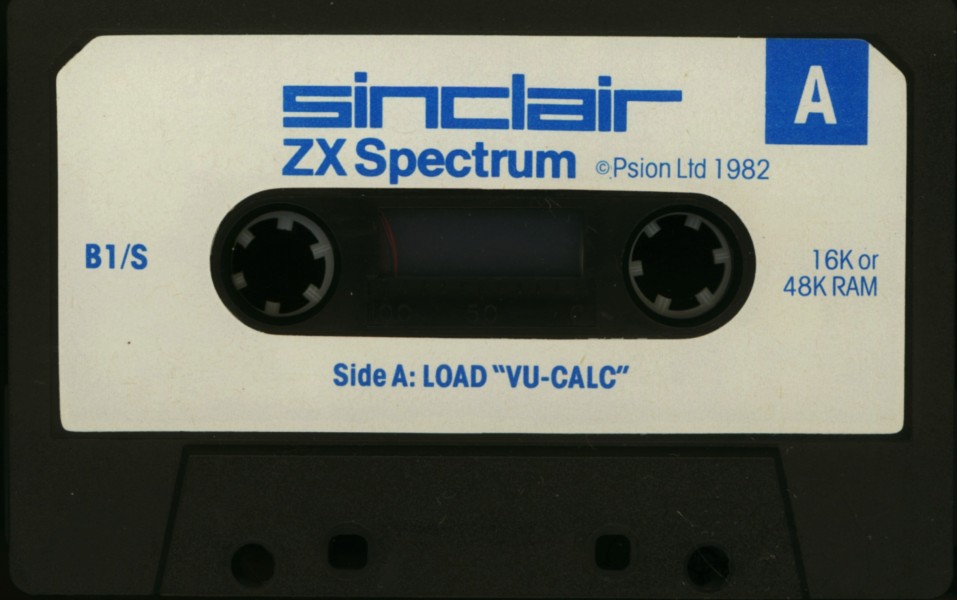 sinclair
A
ZX Spectrum ©Psion Ltd 1982
B1/S
16K or
48K RAM
Side A: LOAD "VU-CALC"